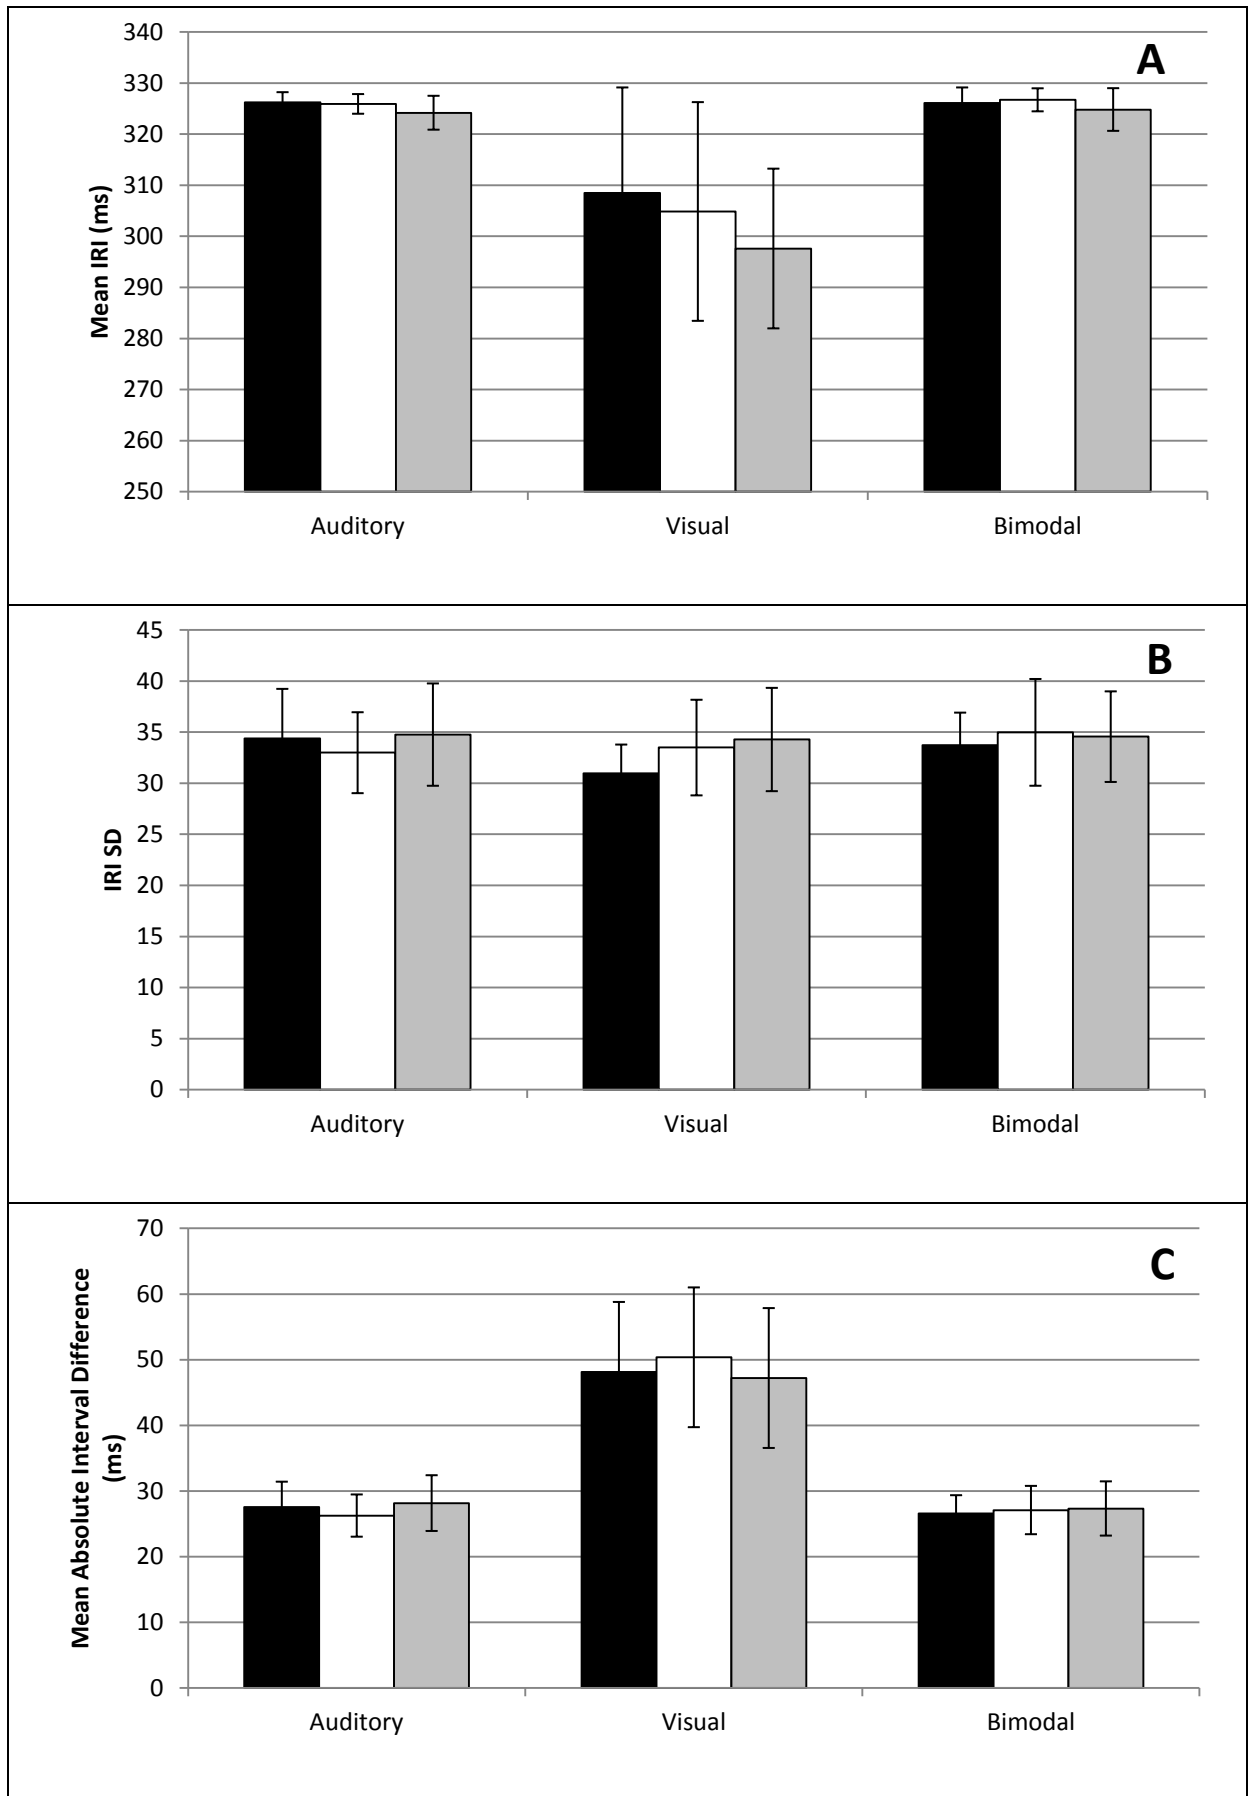 A
Mean IRI (ms)
340
330
320
310
300
290
280
270
260
250
Auditory Visual Bimodal
B
IRI SD
45
40
35
30
25
20
15
10
5
0
Auditory Visual Bimodal
C
Mean Absolute Interval Difference
(ms)
70
60
50
40
30
20
10
0
Auditory Visual Bimodal